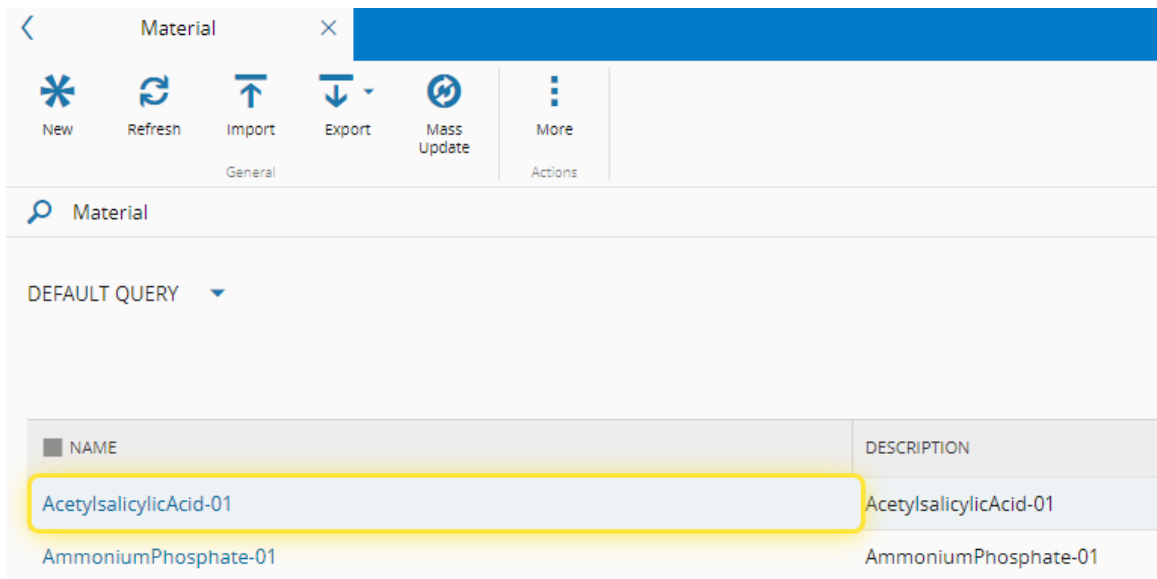 Material
New
Refresh
Import
Export
Mass
Update
More
General
Actions
Material
DEFAULT QUERY
NAME
DESCRIPTION
AcetylsalicylicAcid-01
AcetylsalicylicAcid-01
AmmoniumPhosphate-01
AmmoniumPhosphate-01